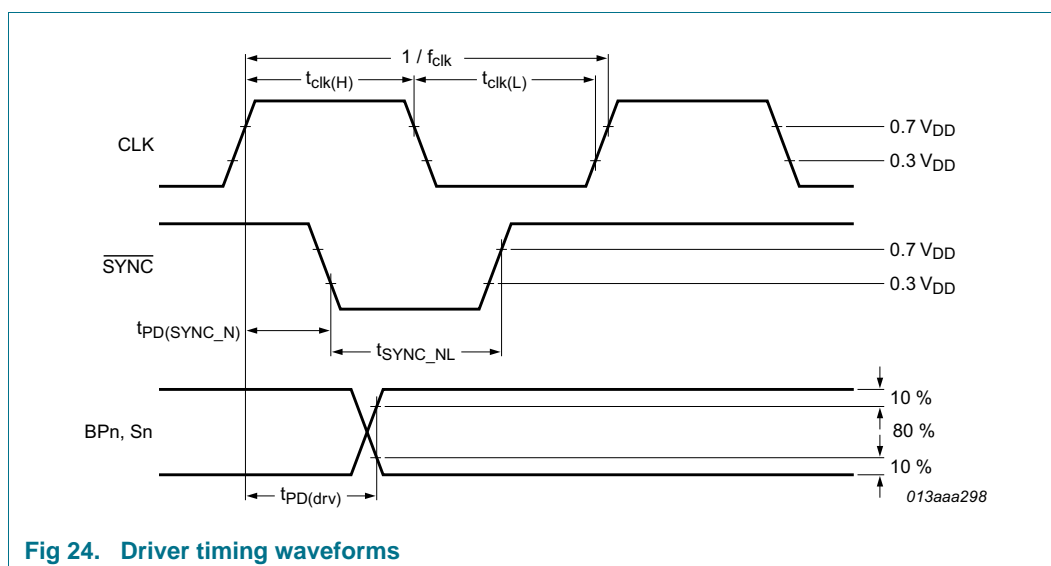 1 / fclk
tclk(H)
tclk(L)
CLK
0.7 VDD
0.3 VDD
SYNC
0.7 VDD
0.3 VDD
tPD(SYNC_N)
tSYNC_NL
BPn, Sn
10 %
80 %
10 %
tPD(drv)
013aaa298
Fig 24. Driver timing waveforms